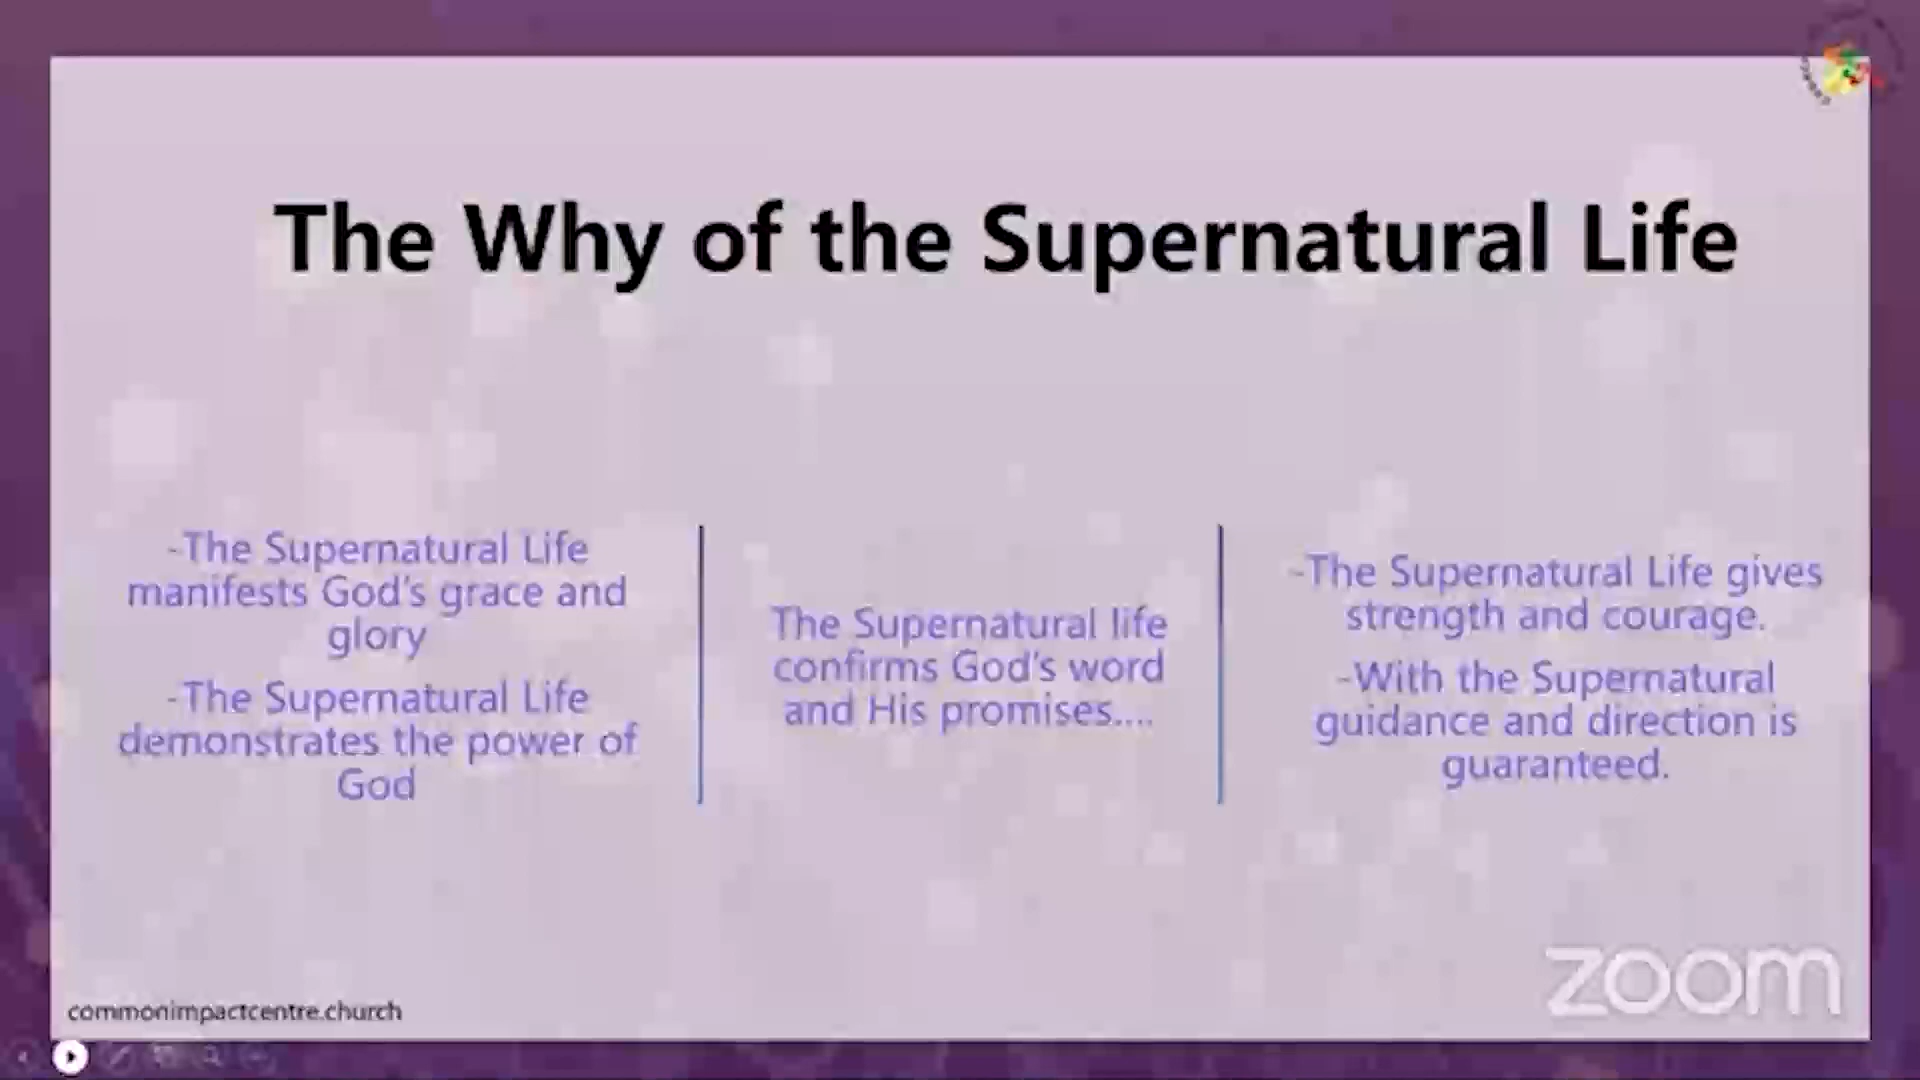 The Why of the Supernatural Life
-The Supernatural Life
manifests God's grace and
glory
-The Supernatural Life
demonstrates the power of
God
The Supernatural life
confirms God's word
and His promises....
-The Supernatural Life gives
strength and courage.
-With the Supernatural
guidance and direction is
guaranteed.
commonimpactcentre.church
zoom